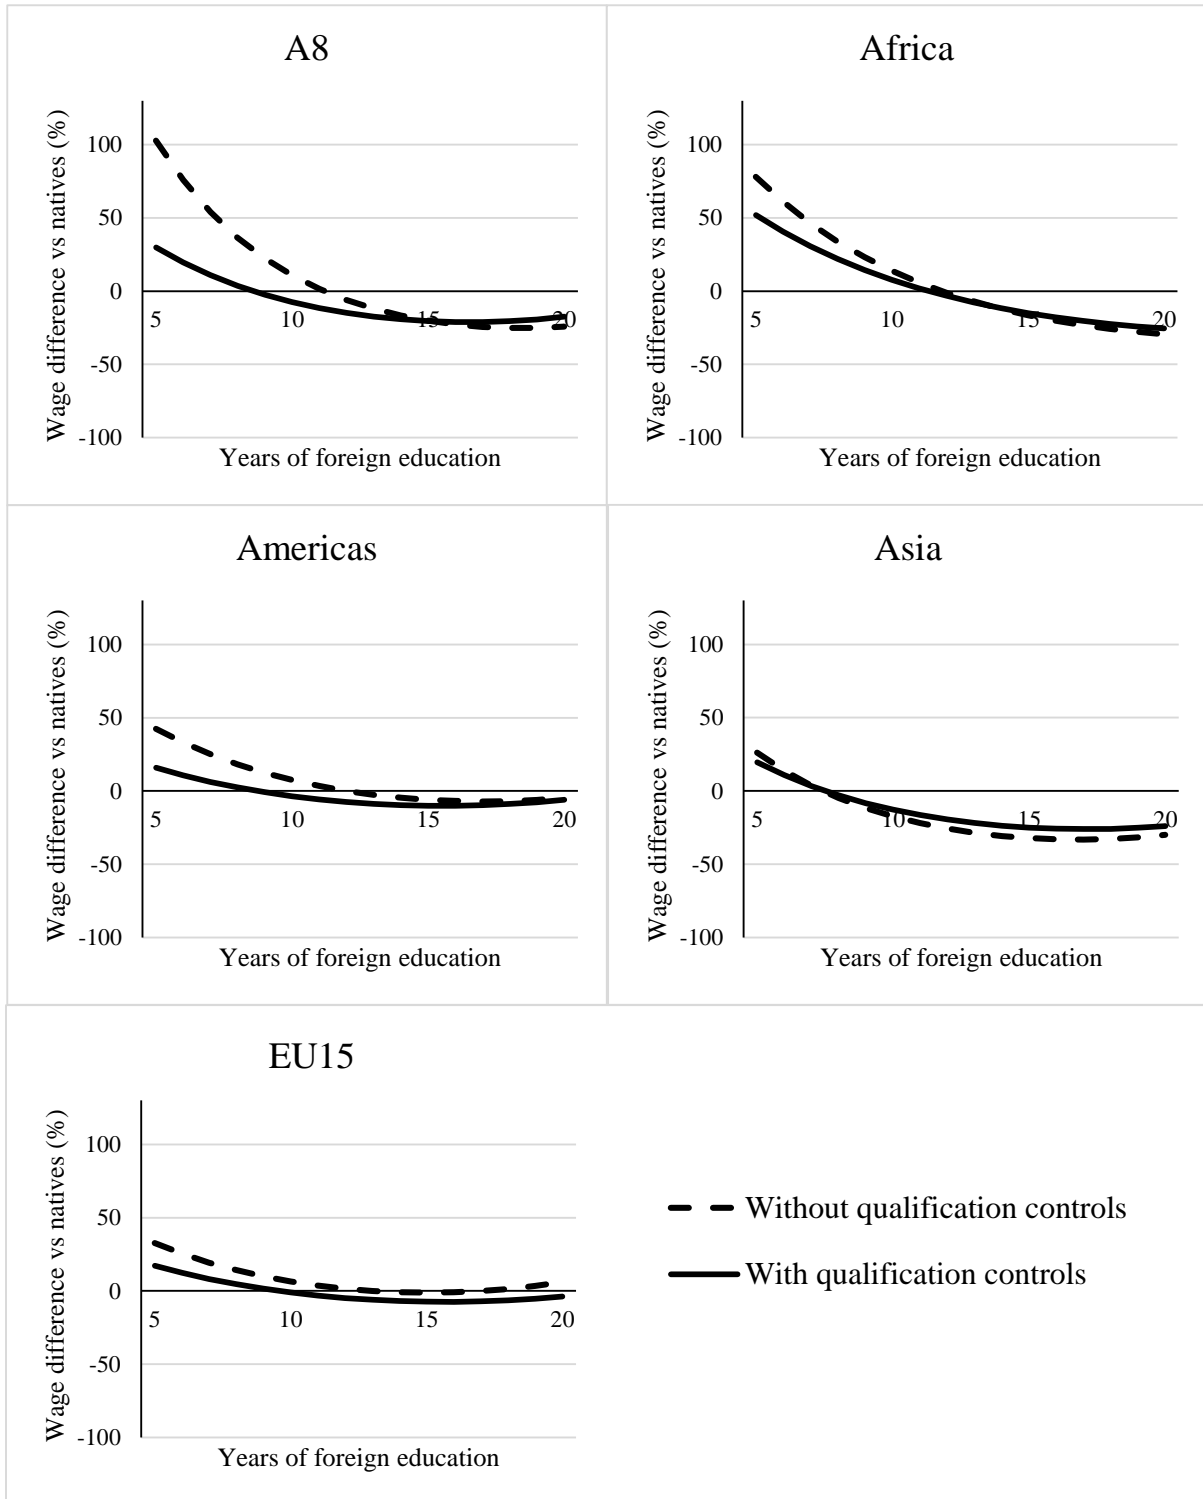 A8
Wage difference vs natives (%)
100
50
0
-50
-100
5
10
15
20
Years of foreign education
Africa
Wage difference vs natives (%)
100
50
0
-50
-100
5
10
15
20
Years of foreign education
Americas
Wage difference vs natives (%)
100
50
0
-50
-100
5
10
15
20
Years of foreign education
Asia
Wage difference vs natives (%)
100
50
0
-50
-100
5
10
15
20
Years of foreign education
EU15
Wage difference vs natives (%)
100
50
0
-50
-100
5
10
15
20
Years of foreign education
Without qualification controls
With qualification controls